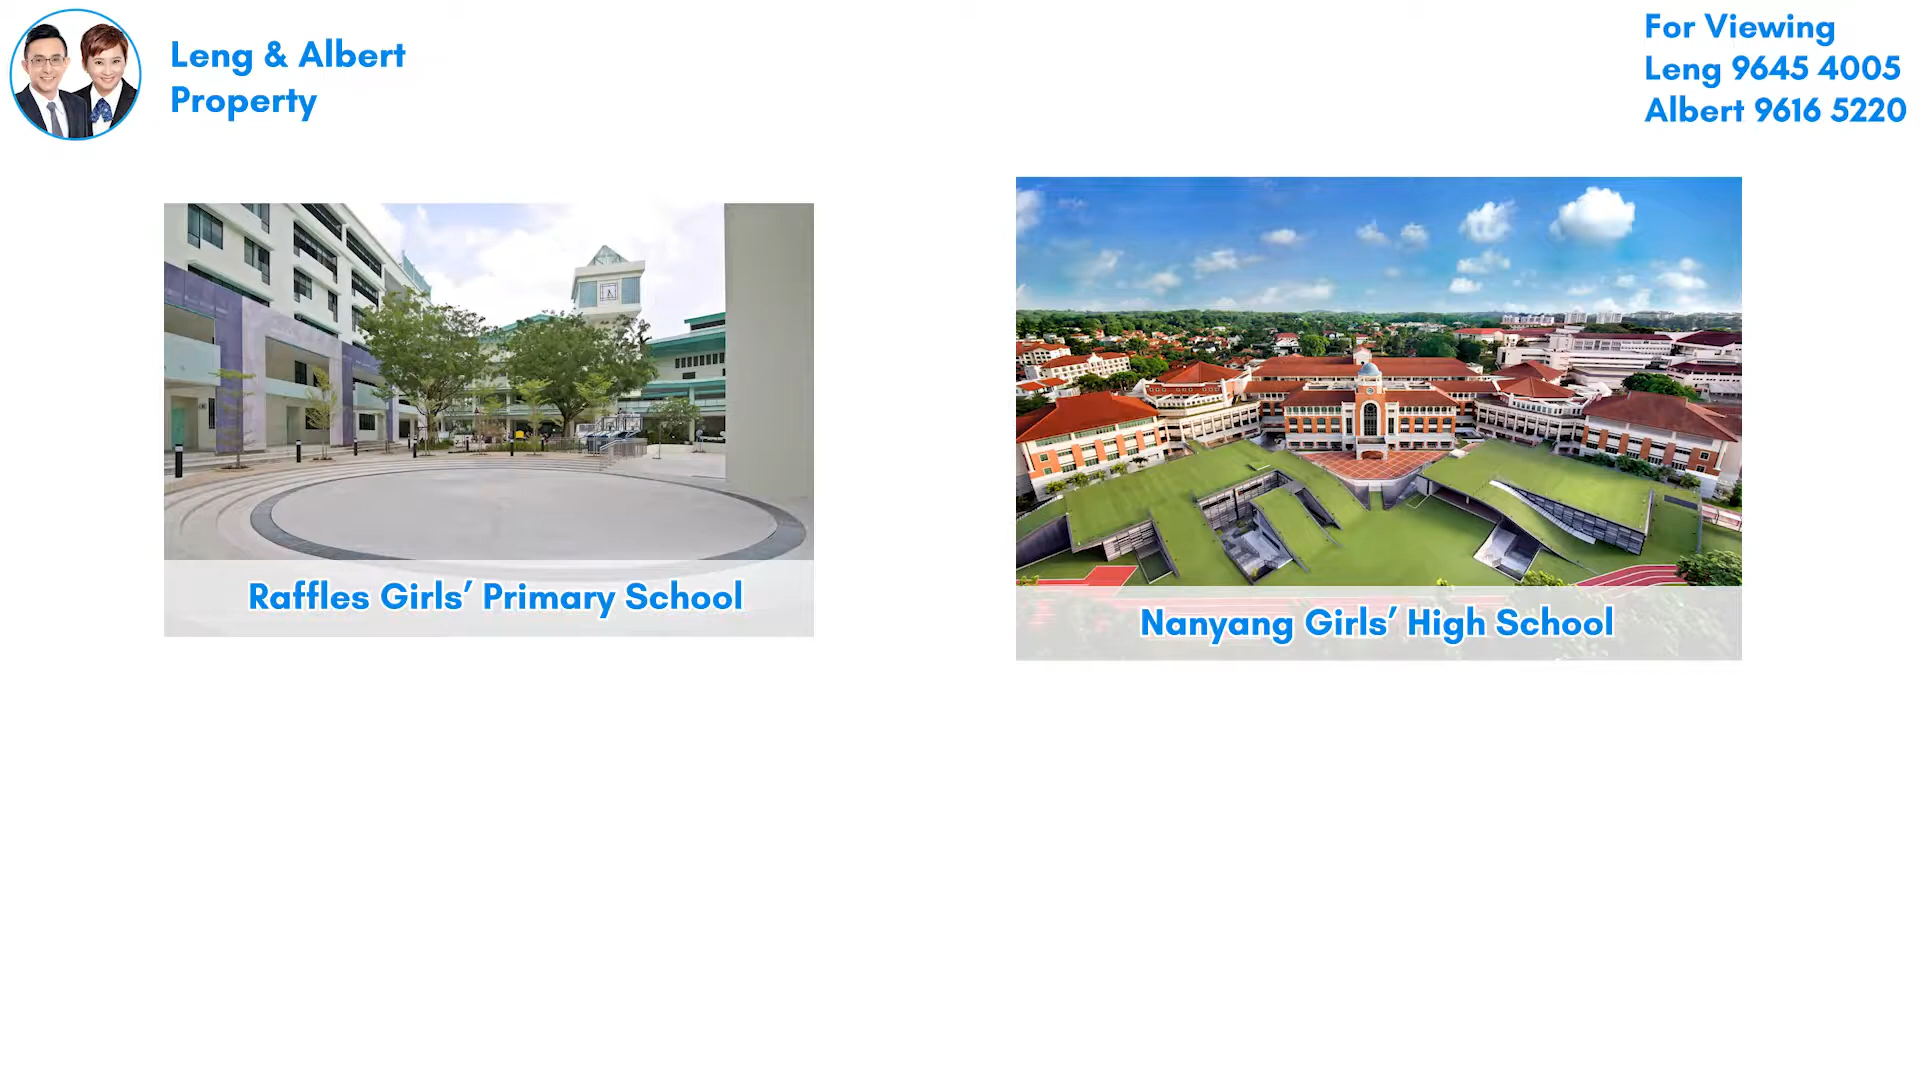 Leng & Albert
Property
For Viewing
Leng 9645 4005
Albert 9616 5220
Raffles Girls’ Primary School
Nanyang Girls’ High School